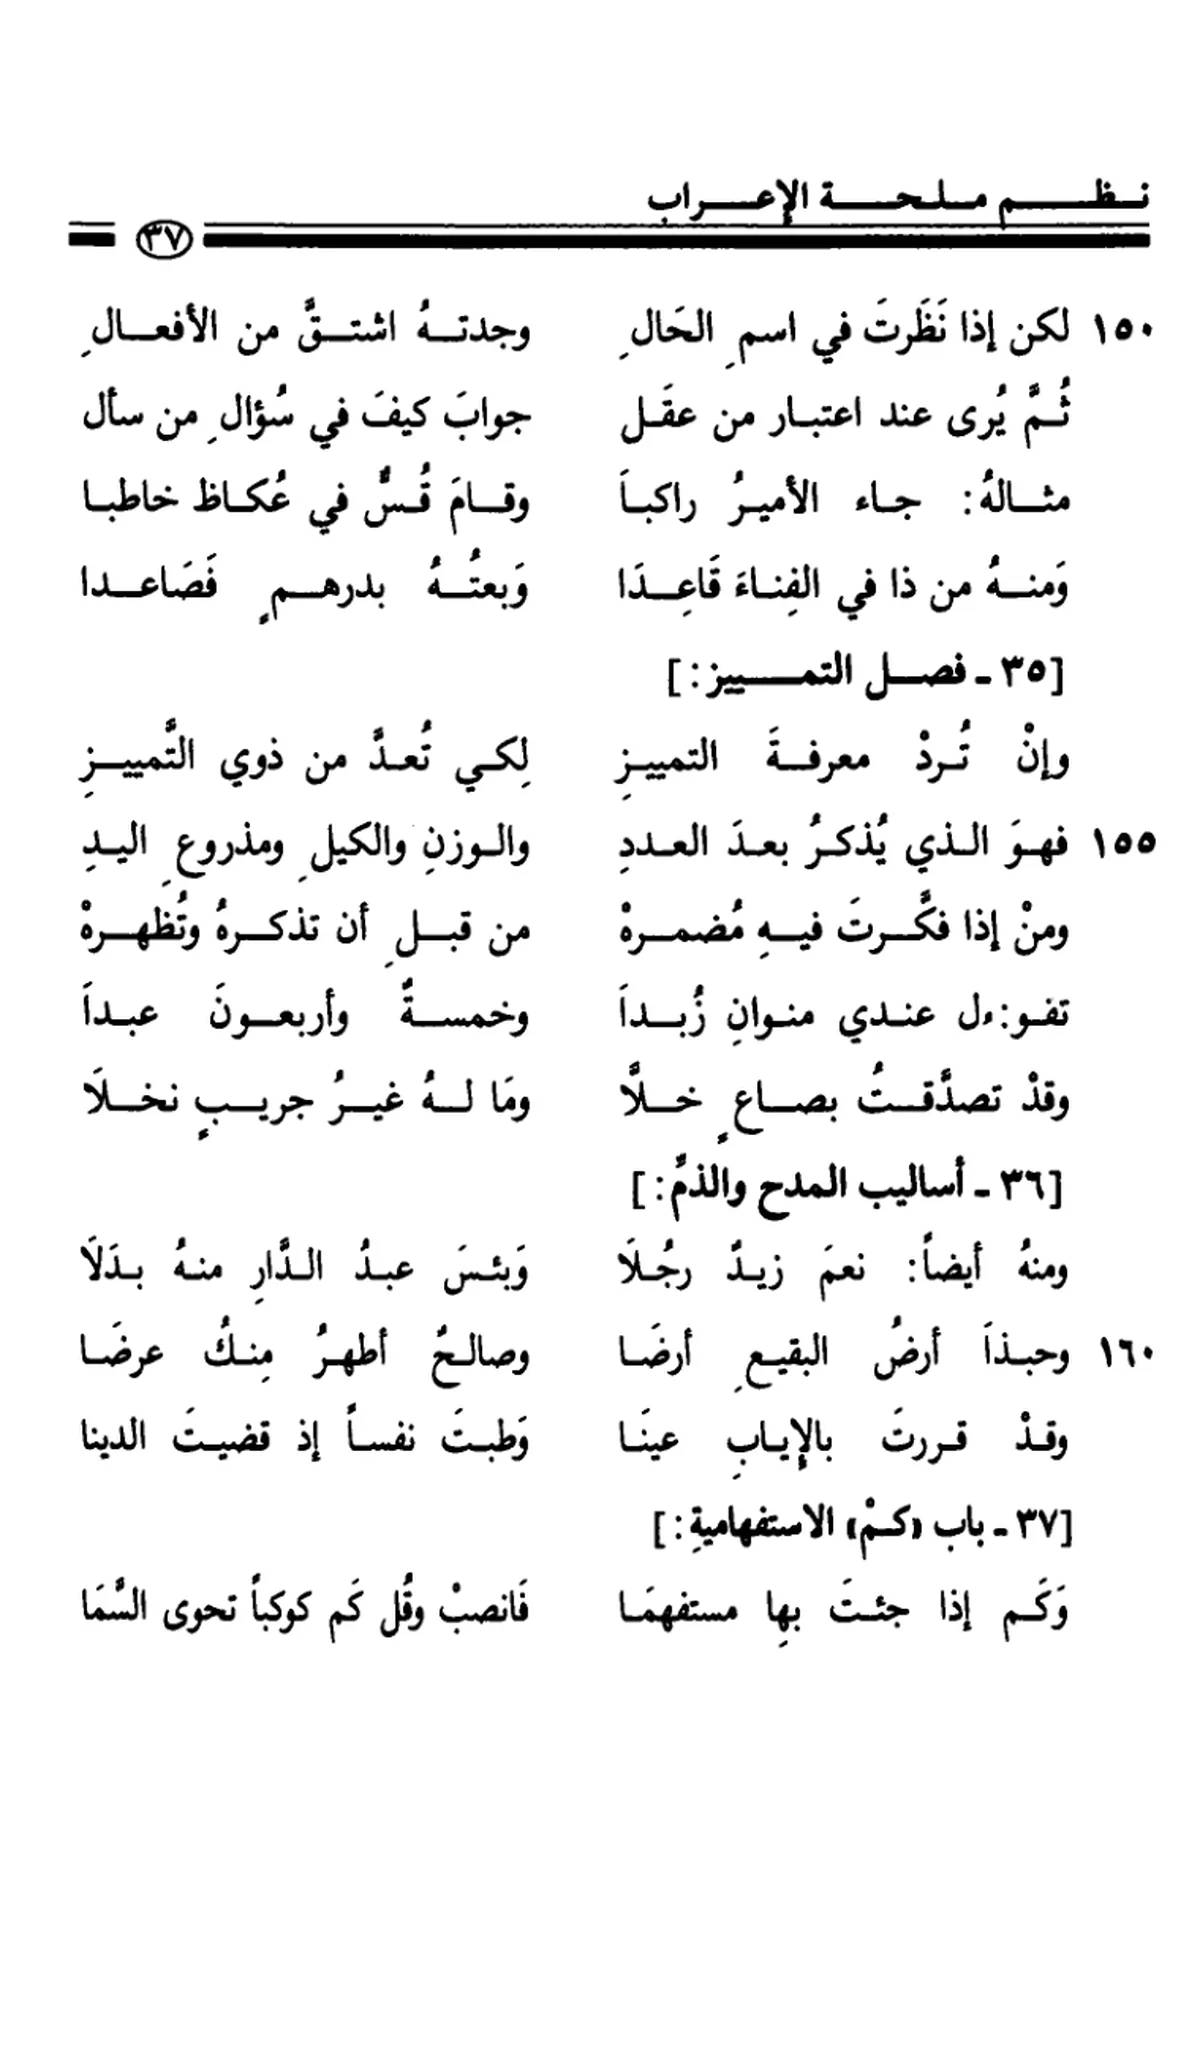 نظم ملحة الإعراب
٣٧
١٥٠ لكن إذا نَظَرتَ في اسمِ الحَالِ وجدتهُ اشتقَّ من الأفعالِ
ثُمَّ يُرى عند اعتبار من عقَل جوابَ كيفَ في سُؤالِ من سأل
مثالهُ: جاء الأميرُ راكباً وقامَ قُسٌّ في عُكاظ خاطبا
وَمنهُ من ذا في الفِناءَ قَاعِدَا وَبعتُهُ بدرهمٍ فَصَاعدا
[٣٥ ـ فصل التمييز:]
وإنْ تُردْ معرفةَ التمييزِ لِكي تُعدَّ من ذوي التَّمييزِ
١٥٥ فهوَ الذي يُذكرُ بعدَ العددِ والوزنِ والكيلِ ومذروعِ اليدِ
ومنْ إذا فكَّرتَ فيهِ مُضمرهْ من قبلِ أن تذكرهُ وتُظهرهْ
تقو:ءل عندي منوانِ زُبداً وخمسةٌ وأربعونَ عبداً
وقدْ تصدَّقتُ بصاعٍ خلاًّ ومَا لهُ غيرُ جريبٍ نخلَا
[٣٦ ـ أساليب المدح والذمِّ:]
ومنهُ أيضاً: نعمَ زيدٌ رجُلَا وَبئسَ عبدُ الدَّارِ منهُ بدَلَا
١٦٠ وحبذاَ أرضُ البقيعِ أرضَا وصالحٌ أطهرُ مِنكُ عرضَا
وقدْ قررتَ بالإيابِ عينَا وَطبتَ نفساً إذ قضيتَ الدينا
[٣٧ ـ باب «كمْ» الاستفهاميةِ:]
وَكَم إذا جئتَ بهِا مستفهمَا فَانصبْ وقُل كَم كوكباً تحوى السَّمَا